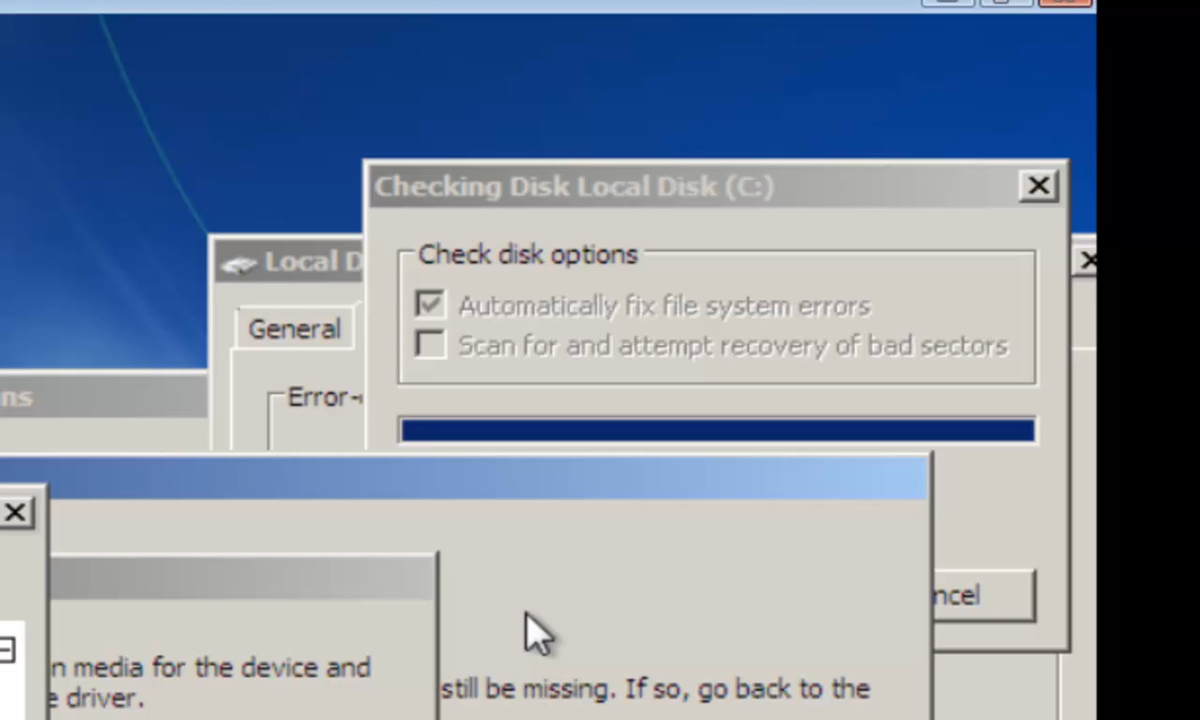 Checking Disk Local Disk (C:)
Check disk options
Local D
Automatically fix file system errors
General
Scan for and attempt recovery of bad sectors
ns
Error-
ncel
n media for the device and
still be missing. If so, go back to the
e driver.